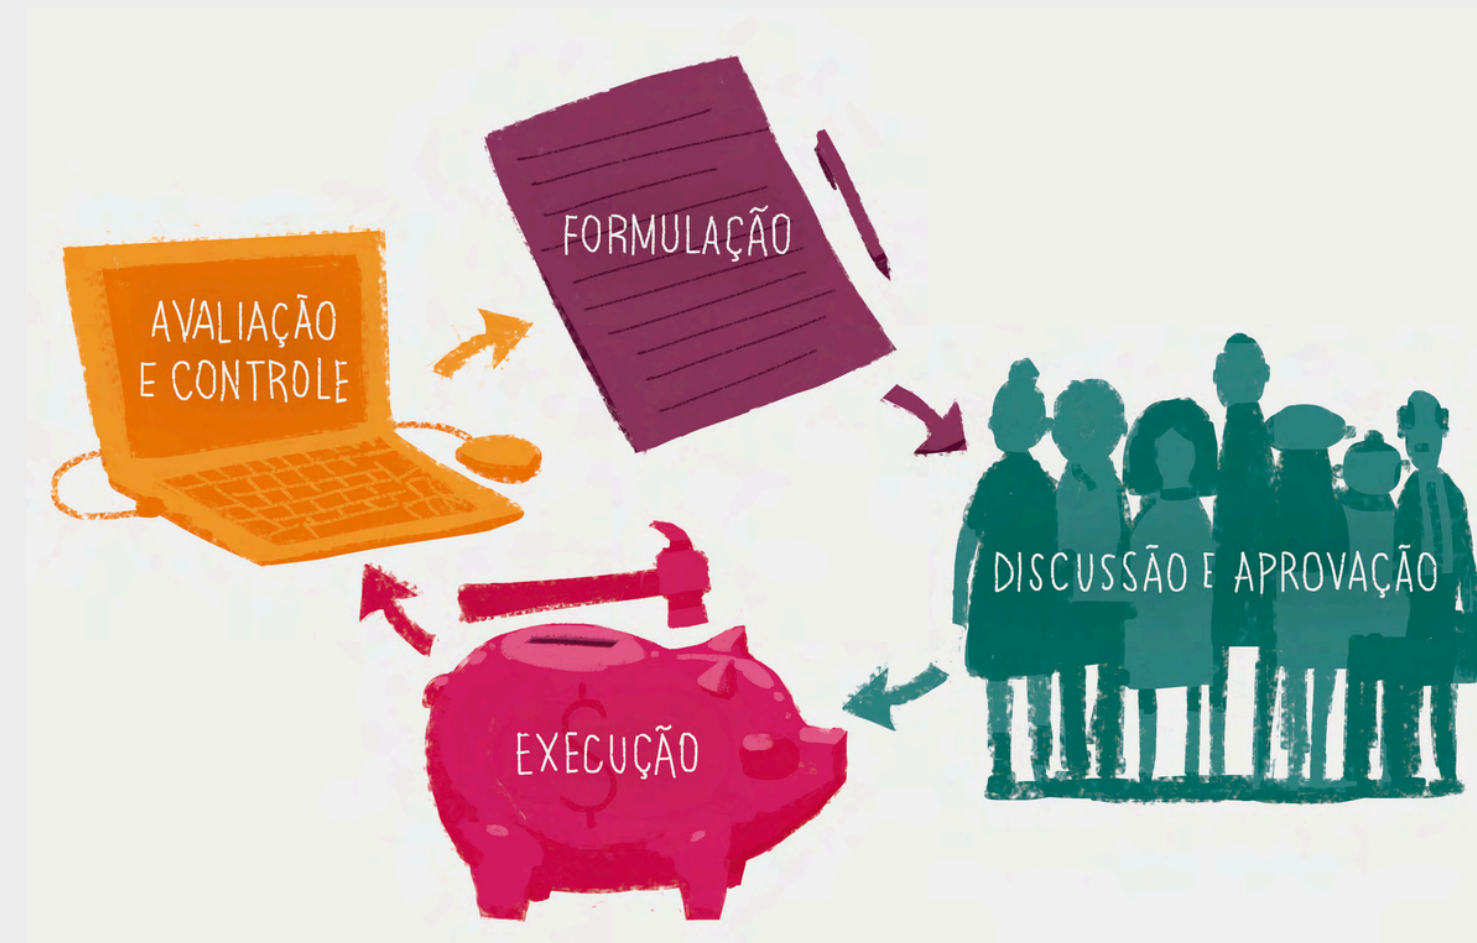 FORMULAÇÃO
AVALIAÇÃO
E CONTROLE
DISCUSSÃO E APROVAÇÃO
EXECUÇÃO
$